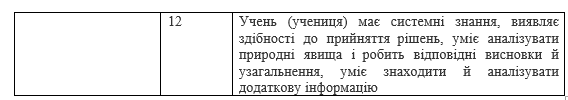 12 Учень (учениця) має системні знання, виявляє
здібності до прийняття рішень, уміє аналізувати
природні явища і робить відповідні висновки й
узагальнення, уміє знаходити й аналізувати
додаткову інформацію